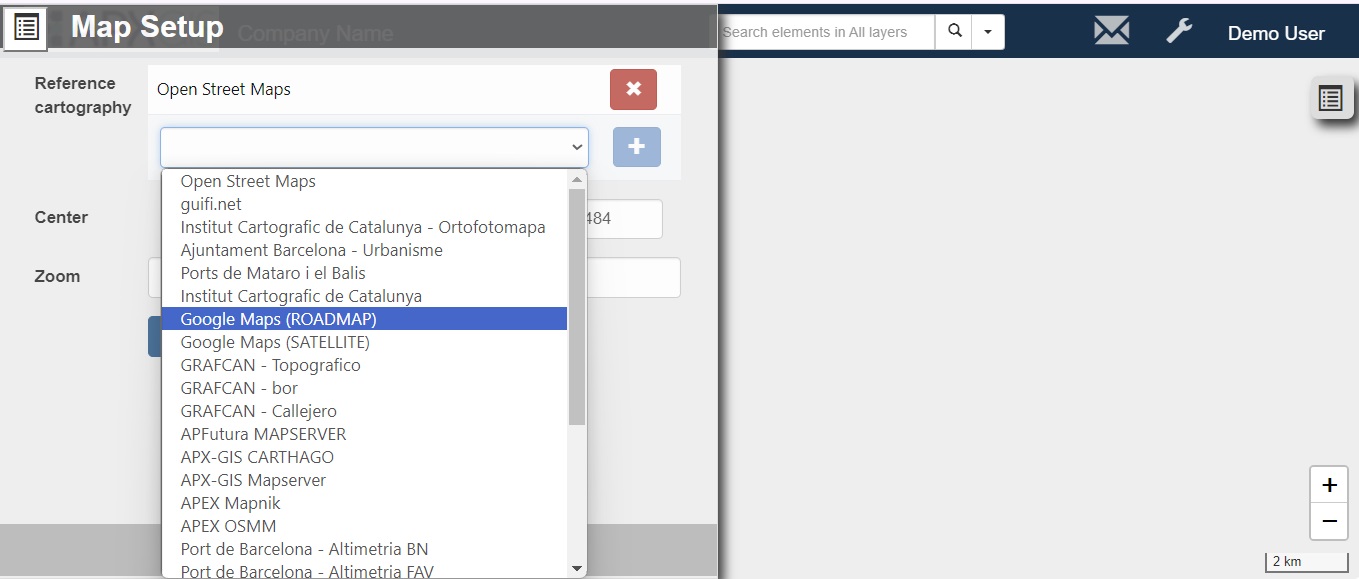 Map Setup
Company Name
Search elements in All layers
Demo User
Reference
cartography
Open Street Maps
Open Street Maps
guifi.net
Institut Cartografic de Catalunya - Ortofotomapa
Center
484
Ajuntament Barcelona - Urbanisme
Zoom
Ports de Mataro i el Balis
Institut Cartografic de Catalunya
Google Maps (ROADMAP)
Google Maps (SATELLITE)
GRAFCAN - Topografico
GRAFCAN - bor
GRAFCAN - Callejero
APFutura MAPSERVER
APX-GIS CARTHAGO
APX-GIS Mapserver
APEX Mapnik
APEX OSMM
Port de Barcelona - Altimetria BN
Port de Barcelona - Altimetria FAV
+
−
2 km